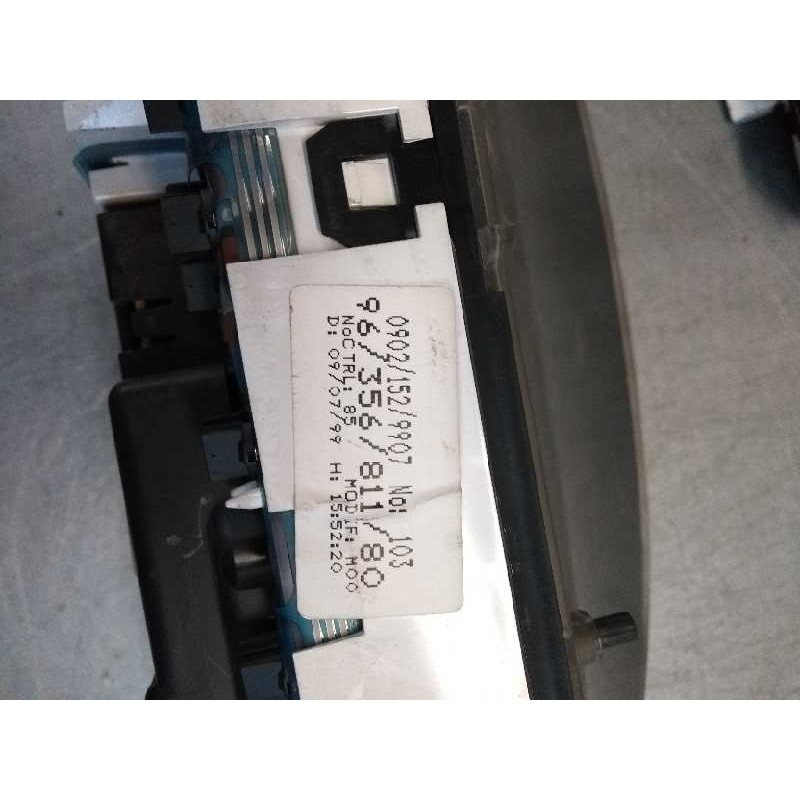 0902/152/9907 No: 103
96/356/811/80
NoCTRL: 85 MODIF: M00
D: 09/07/99 H: 15:52:20